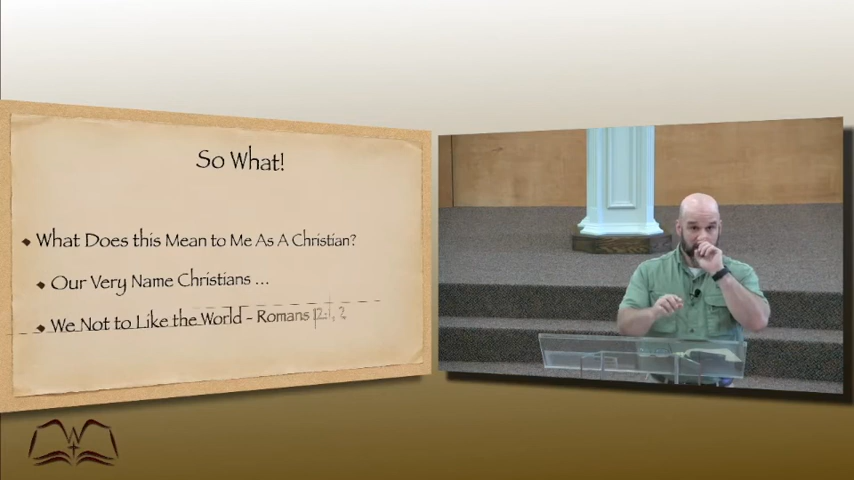 So What!
What Does this Mean to Me As A Christian?
Our Very Name Christians ...
We Not to Like the World - Romans 12:1, 2